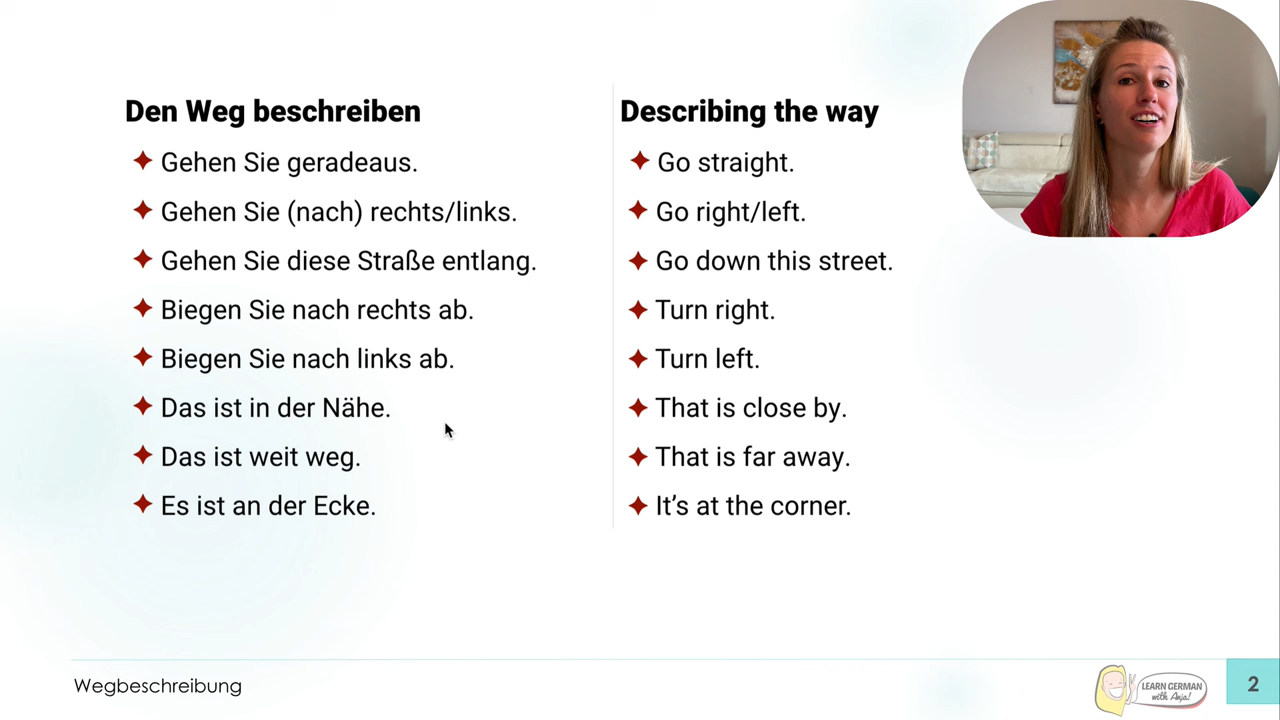 Den Weg beschreiben
Gehen Sie geradeaus.
Gehen Sie (nach) rechts/links.
Gehen Sie diese Straße entlang.
Biegen Sie nach rechts ab.
Biegen Sie nach links ab.
Das ist in der Nähe.
Das ist weit weg.
Es ist an der Ecke.
Describing the way
Go straight.
Go right/left.
Go down this street.
Turn right.
Turn left.
That is close by.
That is far away.
It’s at the corner.
Wegbeschreibung
LEARN GERMAN
with Anja!
2